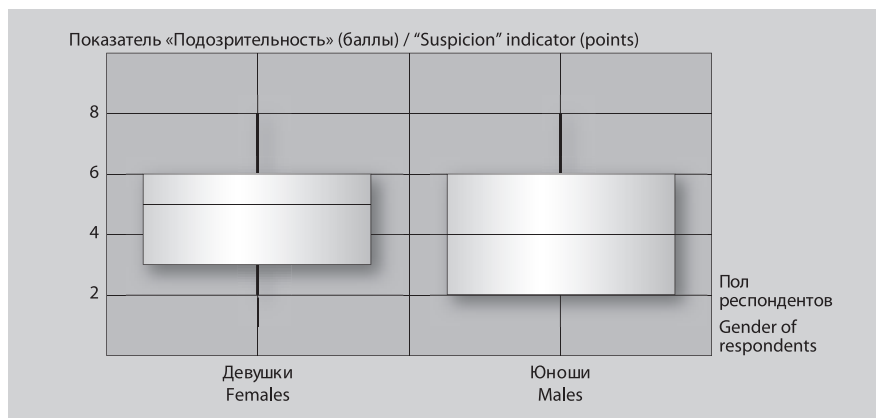 Показатель «Подозрительность» (баллы) / “Suspicion” indicator (points)
8
6
4
2
Пол
респондентов
Gender of
respondents
Девушки
Females
Юноши
Males